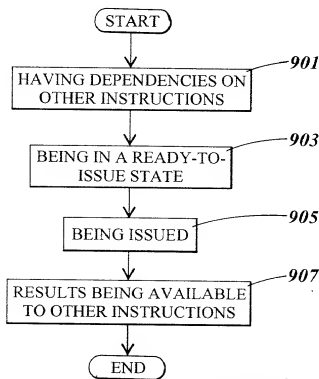 START
901
HAVING DEPENDENCIES ON
OTHER INSTRUCTIONS
903
BEING IN A READY-TO-
ISSUE STATE
905
BEING ISSUED
907
RESULTS BEING AVAILABLE
TO OTHER INSTRUCTIONS
END